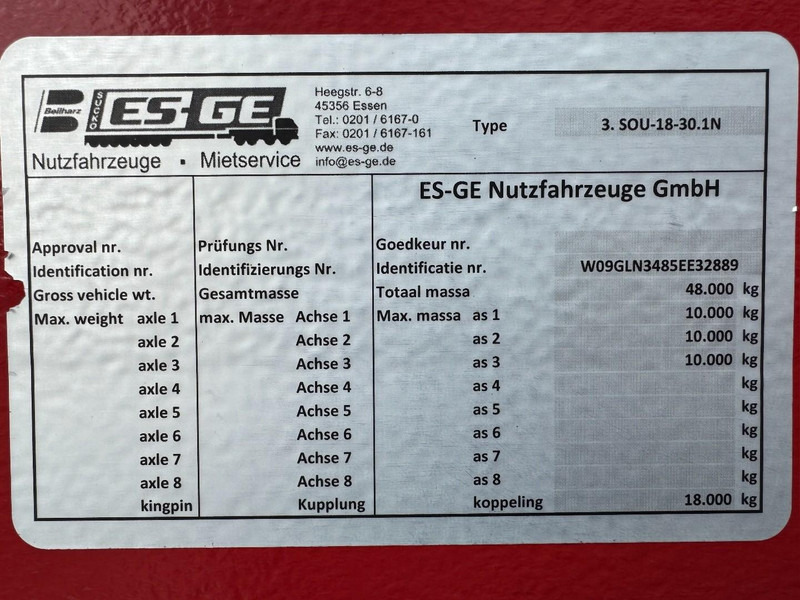 Beilharz SUCKO ES-GE
Nutzfahrzeuge • Mietservice
Heegstr. 6-8
45356 Essen
Tel.: 0201 / 6167-0
Fax: 0201 / 6167-161
www.es-ge.de
info@es-ge.de
Type 3. SOU-18-30.1N
ES-GE Nutzfahrzeuge GmbH
Approval nr. Prüfungs Nr. Goedkeur nr.
Identification nr. Identifizierungs Nr. Identificatie nr. W09GLN3485EE32889
Gross vehicle wt. Gesamtmasse Totaal massa 48.000 kg
Max. weight axle 1 max. Masse Achse 1 Max. massa as 1 10.000 kg
axle 2 Achse 2 as 2 10.000 kg
axle 3 Achse 3 as 3 10.000 kg
axle 4 Achse 4 as 4 kg
axle 5 Achse 5 as 5 kg
axle 6 Achse 6 as 6 kg
axle 7 Achse 7 as 7 kg
axle 8 Achse 8 as 8 kg
kingpin Kupplung koppeling 18.000 kg